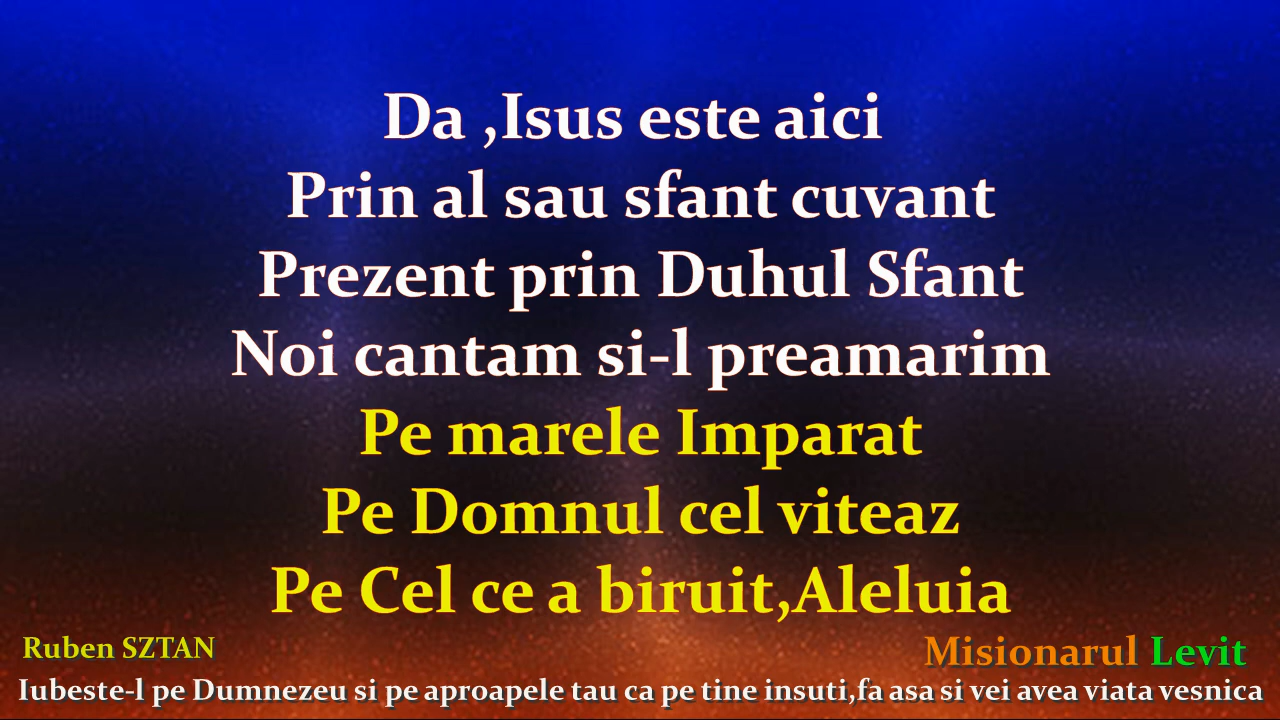 Da ,Isus este aici
Prin al sau sfant cuvant
Prezent prin Duhul Sfant
Noi cantam si-l preamarim
Pe marele Imparat
Pe Domnul cel viteaz
Pe Cel ce a biruit,Aleluia
Ruben SZTAN
Misionarul Levit
Iubeste-l pe Dumnezeu si pe aproapele tau ca pe tine insuti,fa asa si vei avea viata vesnica